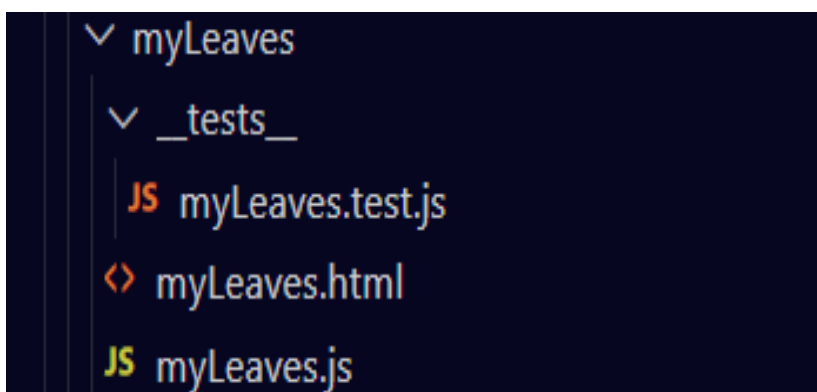 myLeaves
__tests__
JS myLeaves.test.js
<> myLeaves.html
JS myLeaves.js